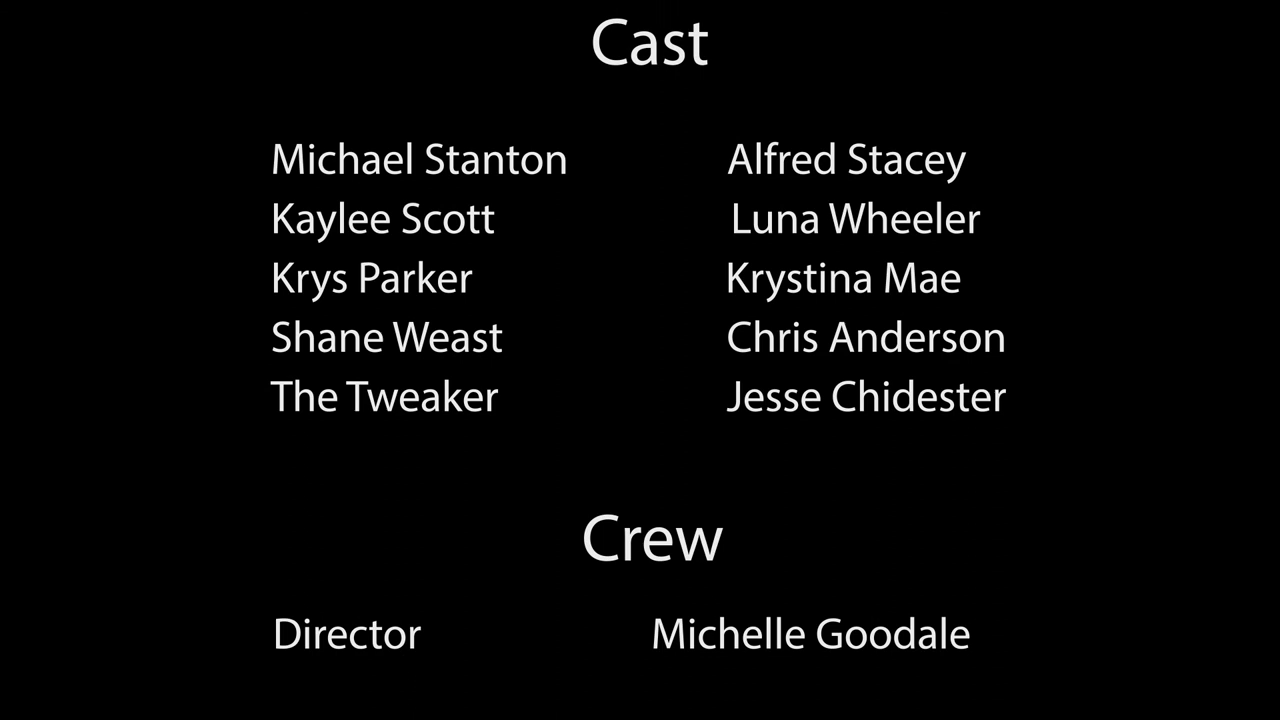 Cast
Michael Stanton Alfred Stacey
Kaylee Scott Luna Wheeler
Krys Parker Krystina Mae
Shane Weast Chris Anderson
The Tweaker Jesse Chidester
Crew
Director Michelle Goodale